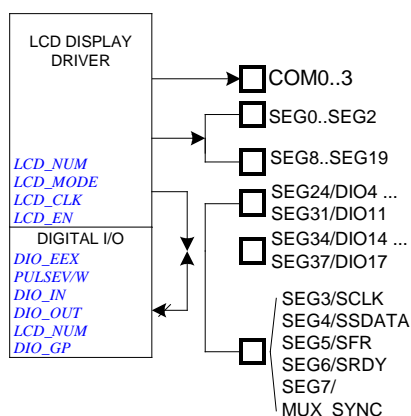 LCD DISPLAY
DRIVER
LCD_NUM
LCD_MODE
LCD_CLK
LCD_EN
DIGITAL I/O
DIO_EEX
PULSEV/W
DIO_IN
DIO_OUT
LCD_NUM
DIO_GP
COM0..3
SEG0..SEG2
SEG8..SEG19
SEG24/DIO4 ...
SEG31/DIO11
SEG34/DIO14 ...
SEG37/DIO17
SEG3/SCLK
SEG4/SSDATA
SEG5/SFR
SEG6/SRDY
SEG7/
MUX_SYNC